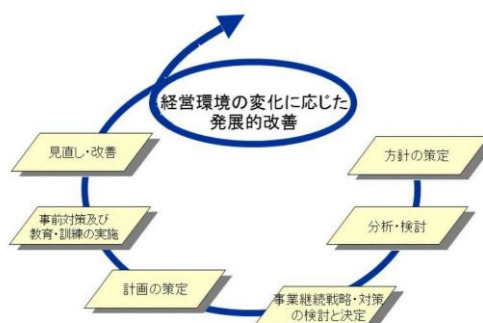 経営環境の変化に応じた
発展的改善
方針の策定
分析・検討
事業継続戦略・対策
の検討と決定
計画の策定
事前対策及び
教育・訓練の実施
見直し・改善